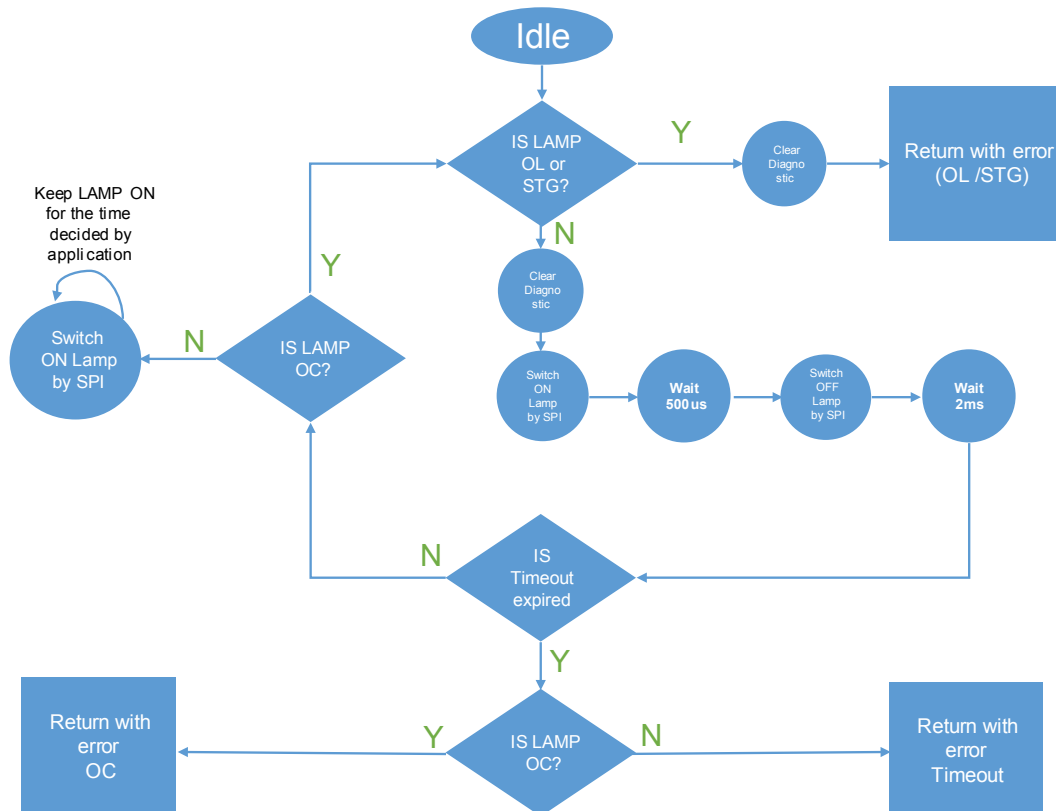 Idle
IS LAMP
OL or
STG?
Y
Clear
Diagno
stic
Return with error
(OL /STG)
N
Keep LAMP ON
for the time
decided by
application
Y
Clear
Diagno
stic
Switch
ON Lamp
by SPI
N
IS LAMP
OC?
Switch
ON
Lamp
by SPI
Wait
500us
Switch
OFF
Lamp
by SPI
Wait
2ms
N
IS
Timeout
expired
Y
Return with
error
OC
Y
IS LAMP
OC?
N
Return with
error
Timeout